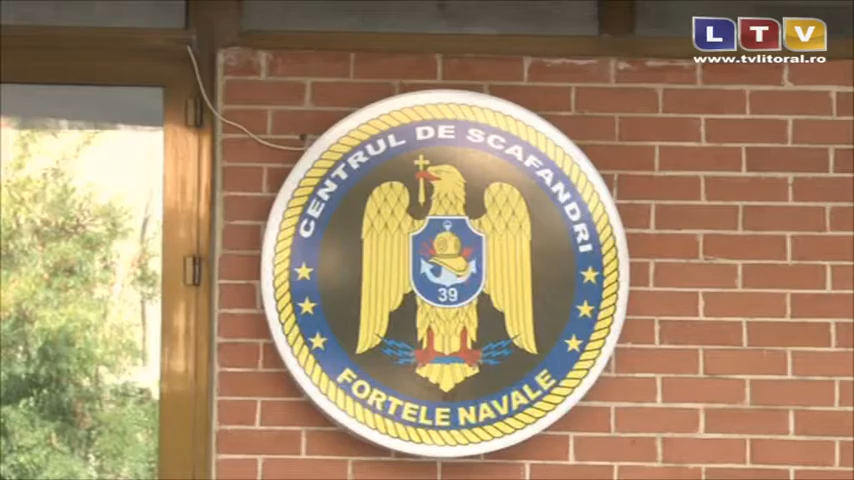 LTV
www.tvlitoral.ro
CENTRUL DE SCAFANDRI
39
FORTELE NAVALE